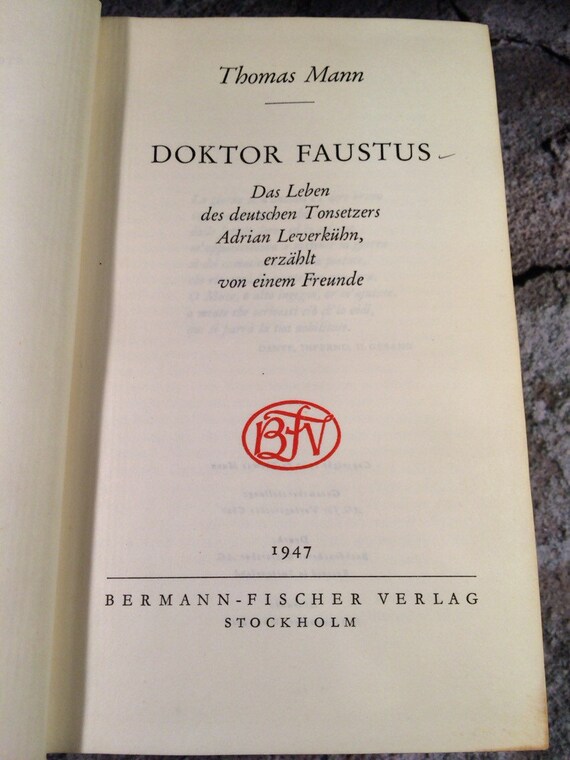 Thomas Mann
DOKTOR FAUSTUS
Das Leben
des deutschen Tonsetzers
Adrian Leverkühn,
erzählt
von einem Freunde
BFV
1947
BERMANN-FISCHER VERLAG
STOCKHOLM